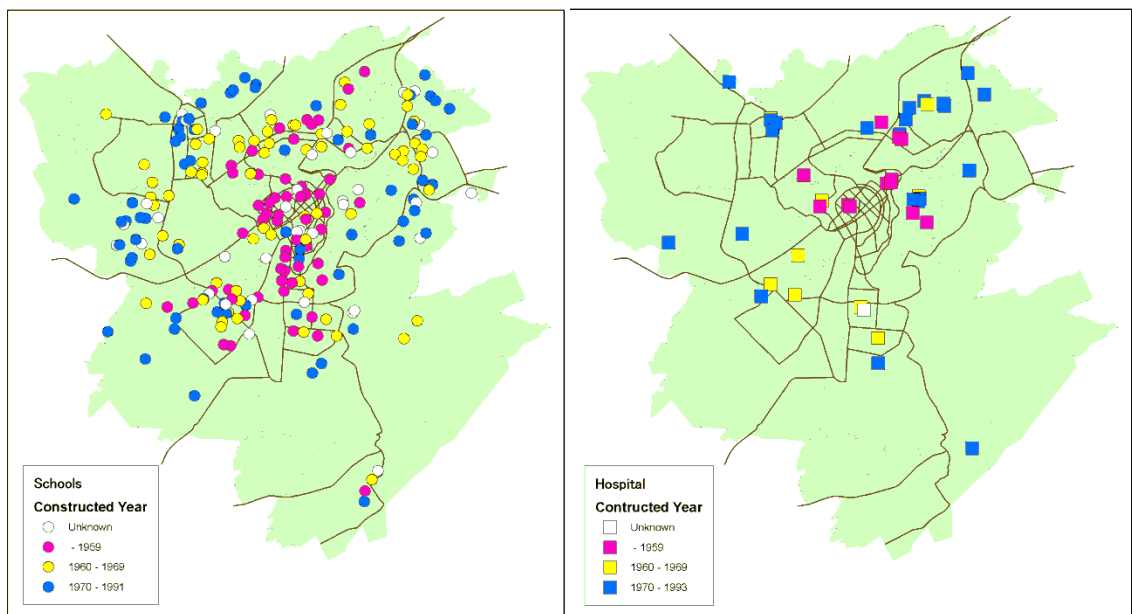 Schools
Constructed Year
Unknown
- 1959
1960 - 1969
1970 - 1991
Hospital
Contructed Year
Unknown
- 1959
1960 - 1969
1970 - 1993